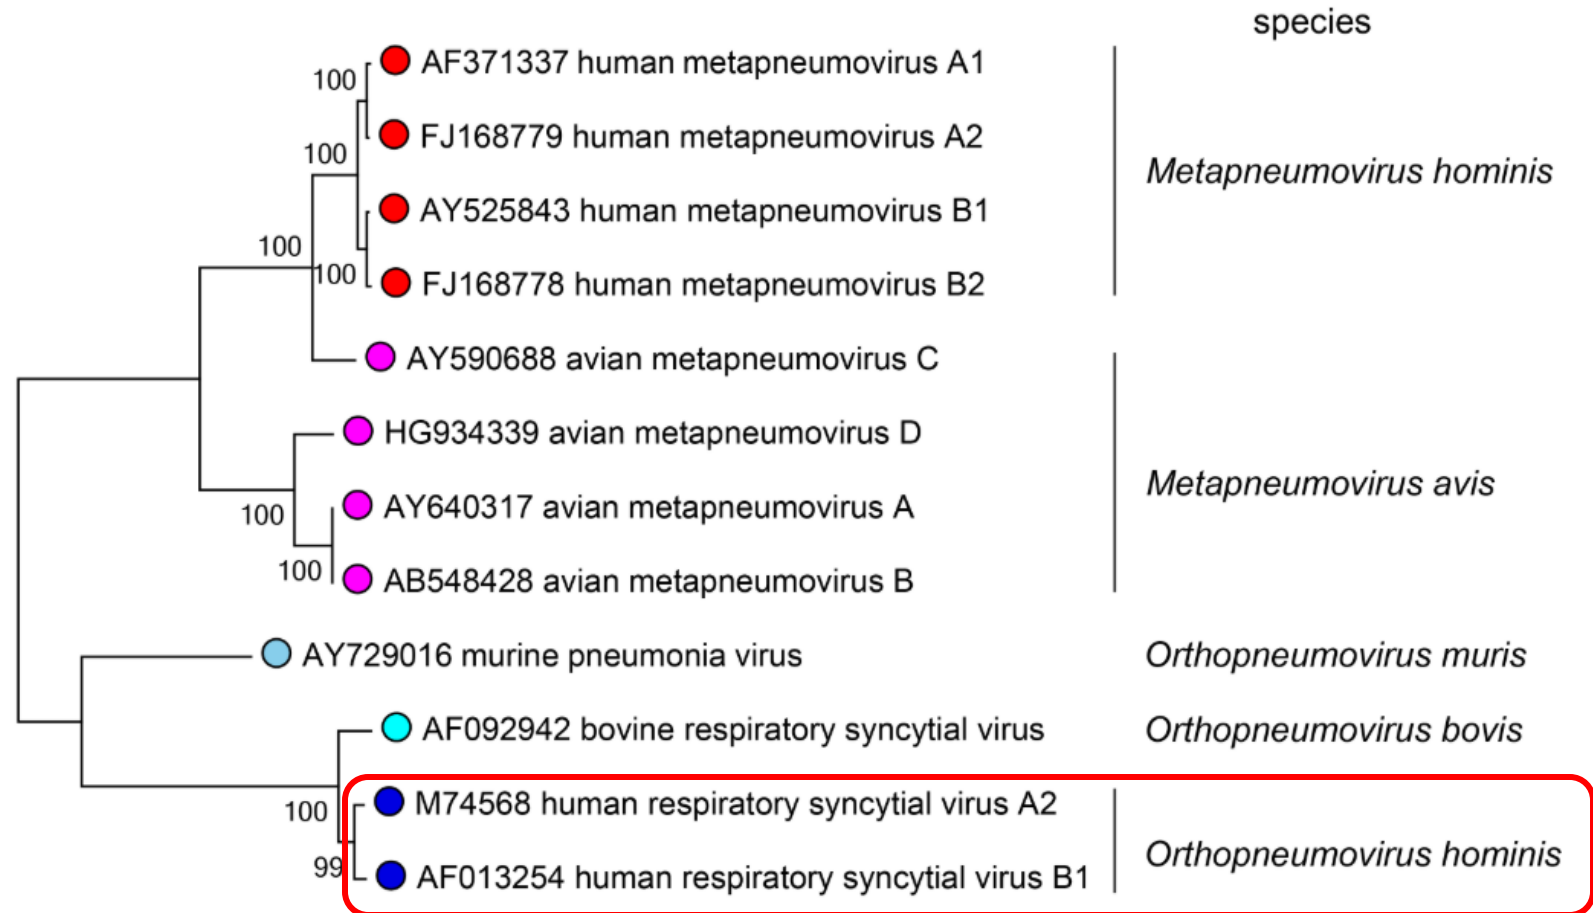 species
100
AF371337 human metapneumovirus A1
FJ168779 human metapneumovirus A2
100
Metapneumovirus hominis
AY525843 human metapneumovirus B1
100
100
FJ168778 human metapneumovirus B2
AY590688 avian metapneumovirus C
HG934339 avian metapneumovirus D
Metapneumovirus avis
100
AY640317 avian metapneumovirus A
100
AB548428 avian metapneumovirus B
AY729016 murine pneumonia virus
Orthopneumovirus muris
AF092942 bovine respiratory syncytial virus
Orthopneumovirus bovis
100
M74568 human respiratory syncytial virus A2
Orthopneumovirus hominis
99
AF013254 human respiratory syncytial virus B1